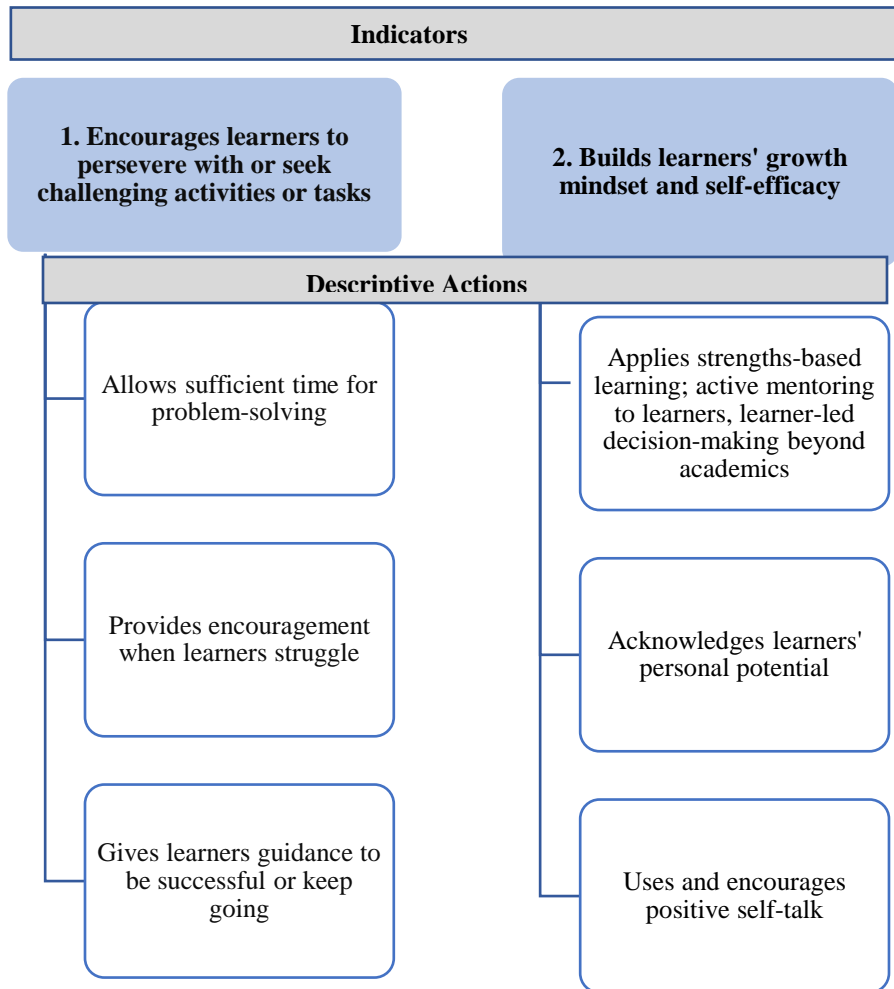 Indicators
1. Encourages learners to
persevere with or seek
challenging activities or tasks
2. Builds learners' growth
mindset and self-efficacy
Descriptive Actions
Allows sufficient time for
problem-solving
Provides encouragement
when learners struggle
Gives learners guidance to
be successful or keep
going
Applies strengths-based
learning; active mentoring
to learners, learner-led
decision-making beyond
academics
Acknowledges learners'
personal potential
Uses and encourages
positive self-talk